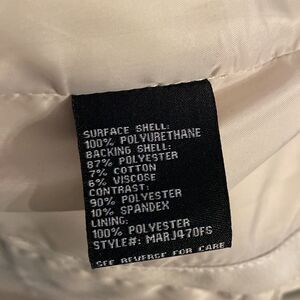 SURFACE SHELL:
100% POLYURETHANE
BACKING SHELL:
87% POLYESTER
7% COTTON
6% VISCOSE
CONTRAST:
90% POLYESTER
10% SPANDEX
LINING:
100% POLYESTER
STYLE#: MARJ470FS
SEE REVERSE FOR CARE